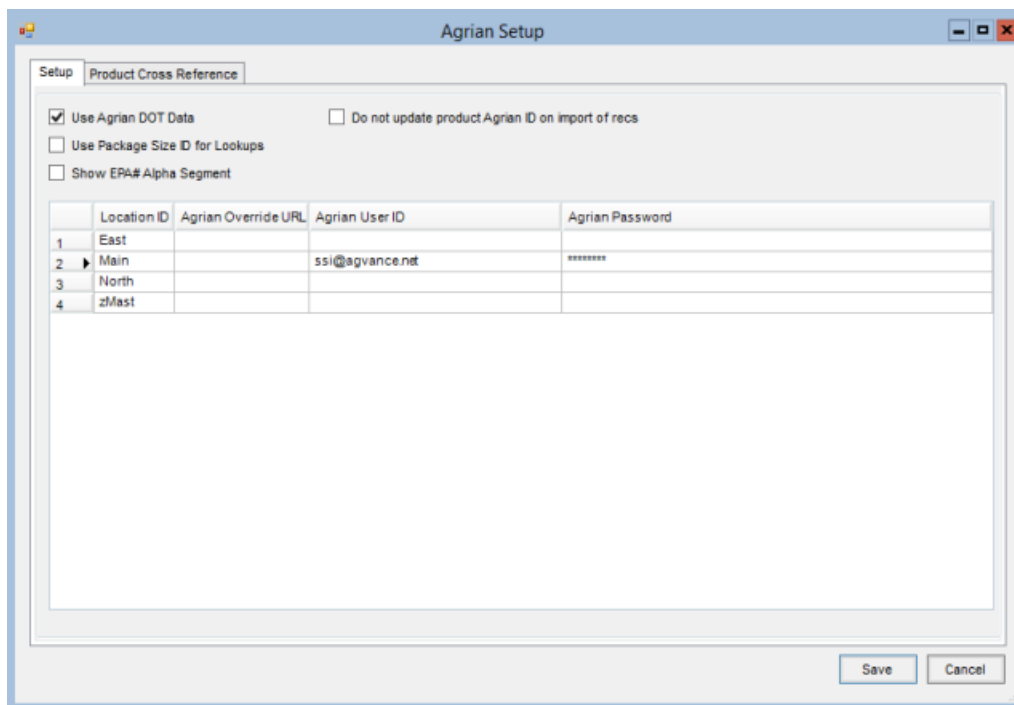 Agrian Setup
Setup Product Cross Reference
Use Agrian DOT Data Do not update product Agrian ID on import of recs
Use Package Size ID for Lookups
Show EPA# Alpha Segment
Location ID Agrian Override URL Agrian User ID Agrian Password
1 East
2 Main ssi@agvance.net ********
3 North
4 zMast
Save Cancel